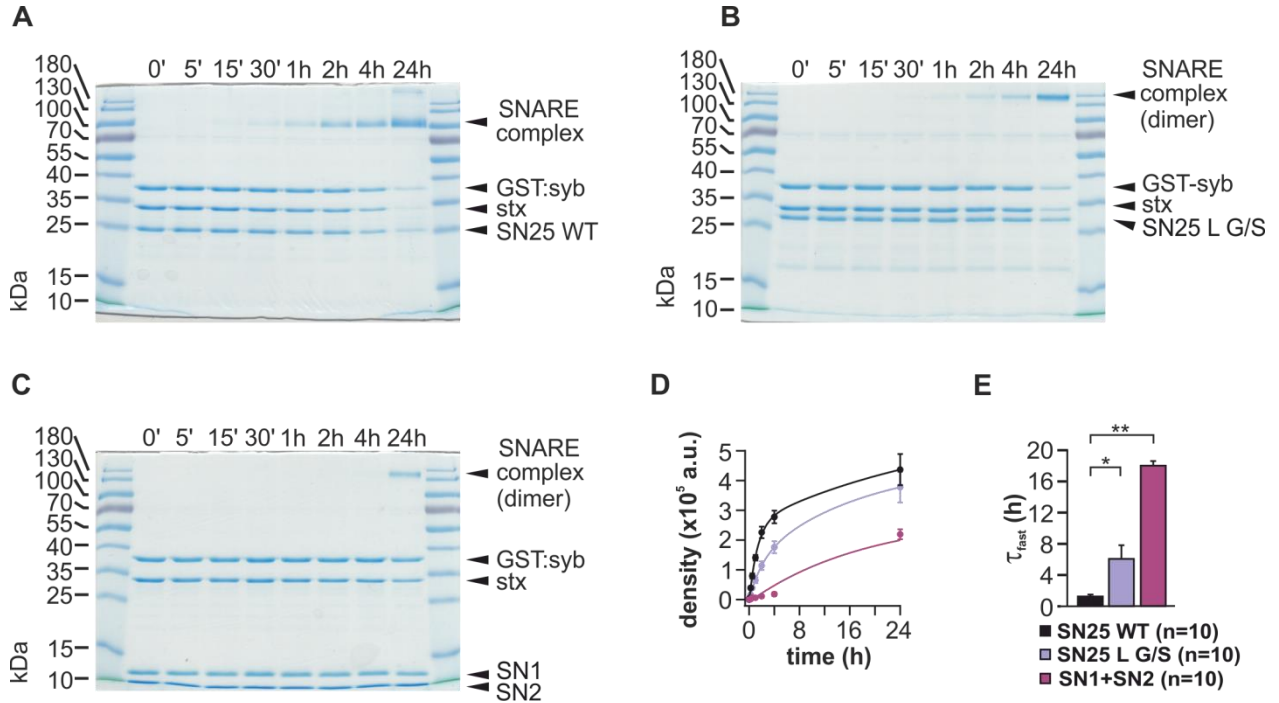 A
0' 5' 15' 30' 1h 2h 4h 24h
180
130
100
70
55
40
35
25
15
10
kDa
SNARE
complex
GST:syb
stx
SN25 WT
B
0' 5' 15' 30' 1h 2h 4h 24h
180
130
100
70
55
40
35
25
15
10
kDa
SNARE
complex
(dimer)
GST-syb
stx
SN25 L G/S
C
0' 5' 15' 30' 1h 2h 4h 24h
180
130
100
70
55
40
35
25
15
10
kDa
SNARE
complex
(dimer)
GST:syb
stx
SN1
SN2
D
density (x10⁵ a.u.)
5
4
3
2
1
0
0 8 16 24
time (h)
E
τfast (h)
20
16
12
8
4
0
**
*
SN25 WT (n=10)
SN25 L G/S (n=10)
SN1+SN2 (n=10)